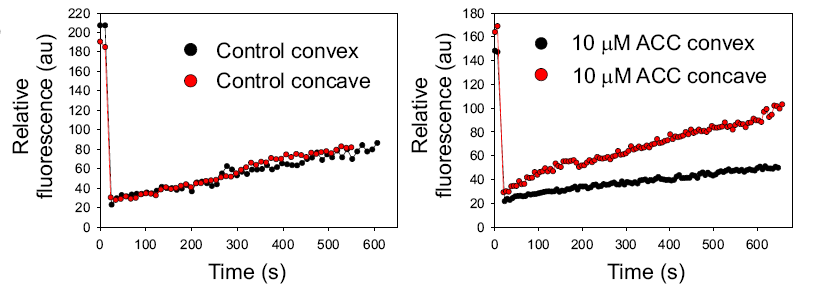 220
200
180
160
140
120
100
80
60
40
20
0
Relative
fluorescence (au)
Control convex
Control concave
0 100 200 300 400 500 600
Time (s)
180
160
140
120
100
80
60
40
20
0
Relative
fluorescence (au)
10 μM ACC convex
10 μM ACC concave
0 100 200 300 400 500 600
Time (s)